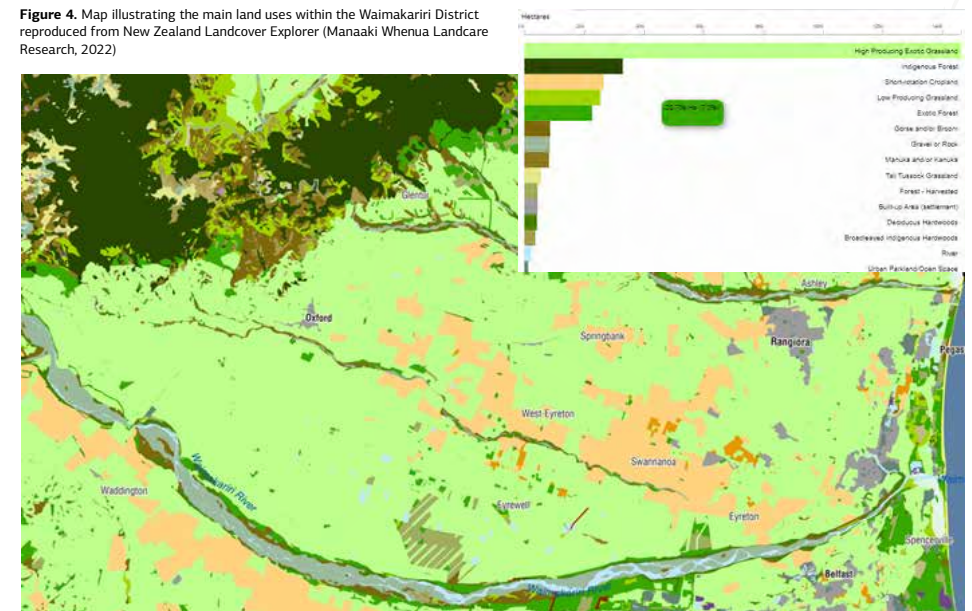 Figure 4. Map illustrating the main land uses within the Waimakariri District
reproduced from New Zealand Landcover Explorer (Manaaki Whenua Landcare
Research, 2022)
Hectares
High Producing Exotic Grassland
Indigenous Forest
Short-rotation Cropland
Low Producing Grassland
Exotic Forest
Gorse and/or Broom
Gravel or Rock
Manuka and/or Kanuka
Tall Tussock Grassland
Forest - Harvested
Built-up Area (settlement)
Deciduous Hardwoods
Broadleaved Indigenous Hardwoods
River
Urban Parkland/Open Space
Glentui
Ashley
Oxford
Springbank
Rangiora
Pegas
West Eyreton
Swannanoa
Waddington
Waimakariri River
Eyrewell
Eyreton
Spencerville
Belfast
Waimakariri River